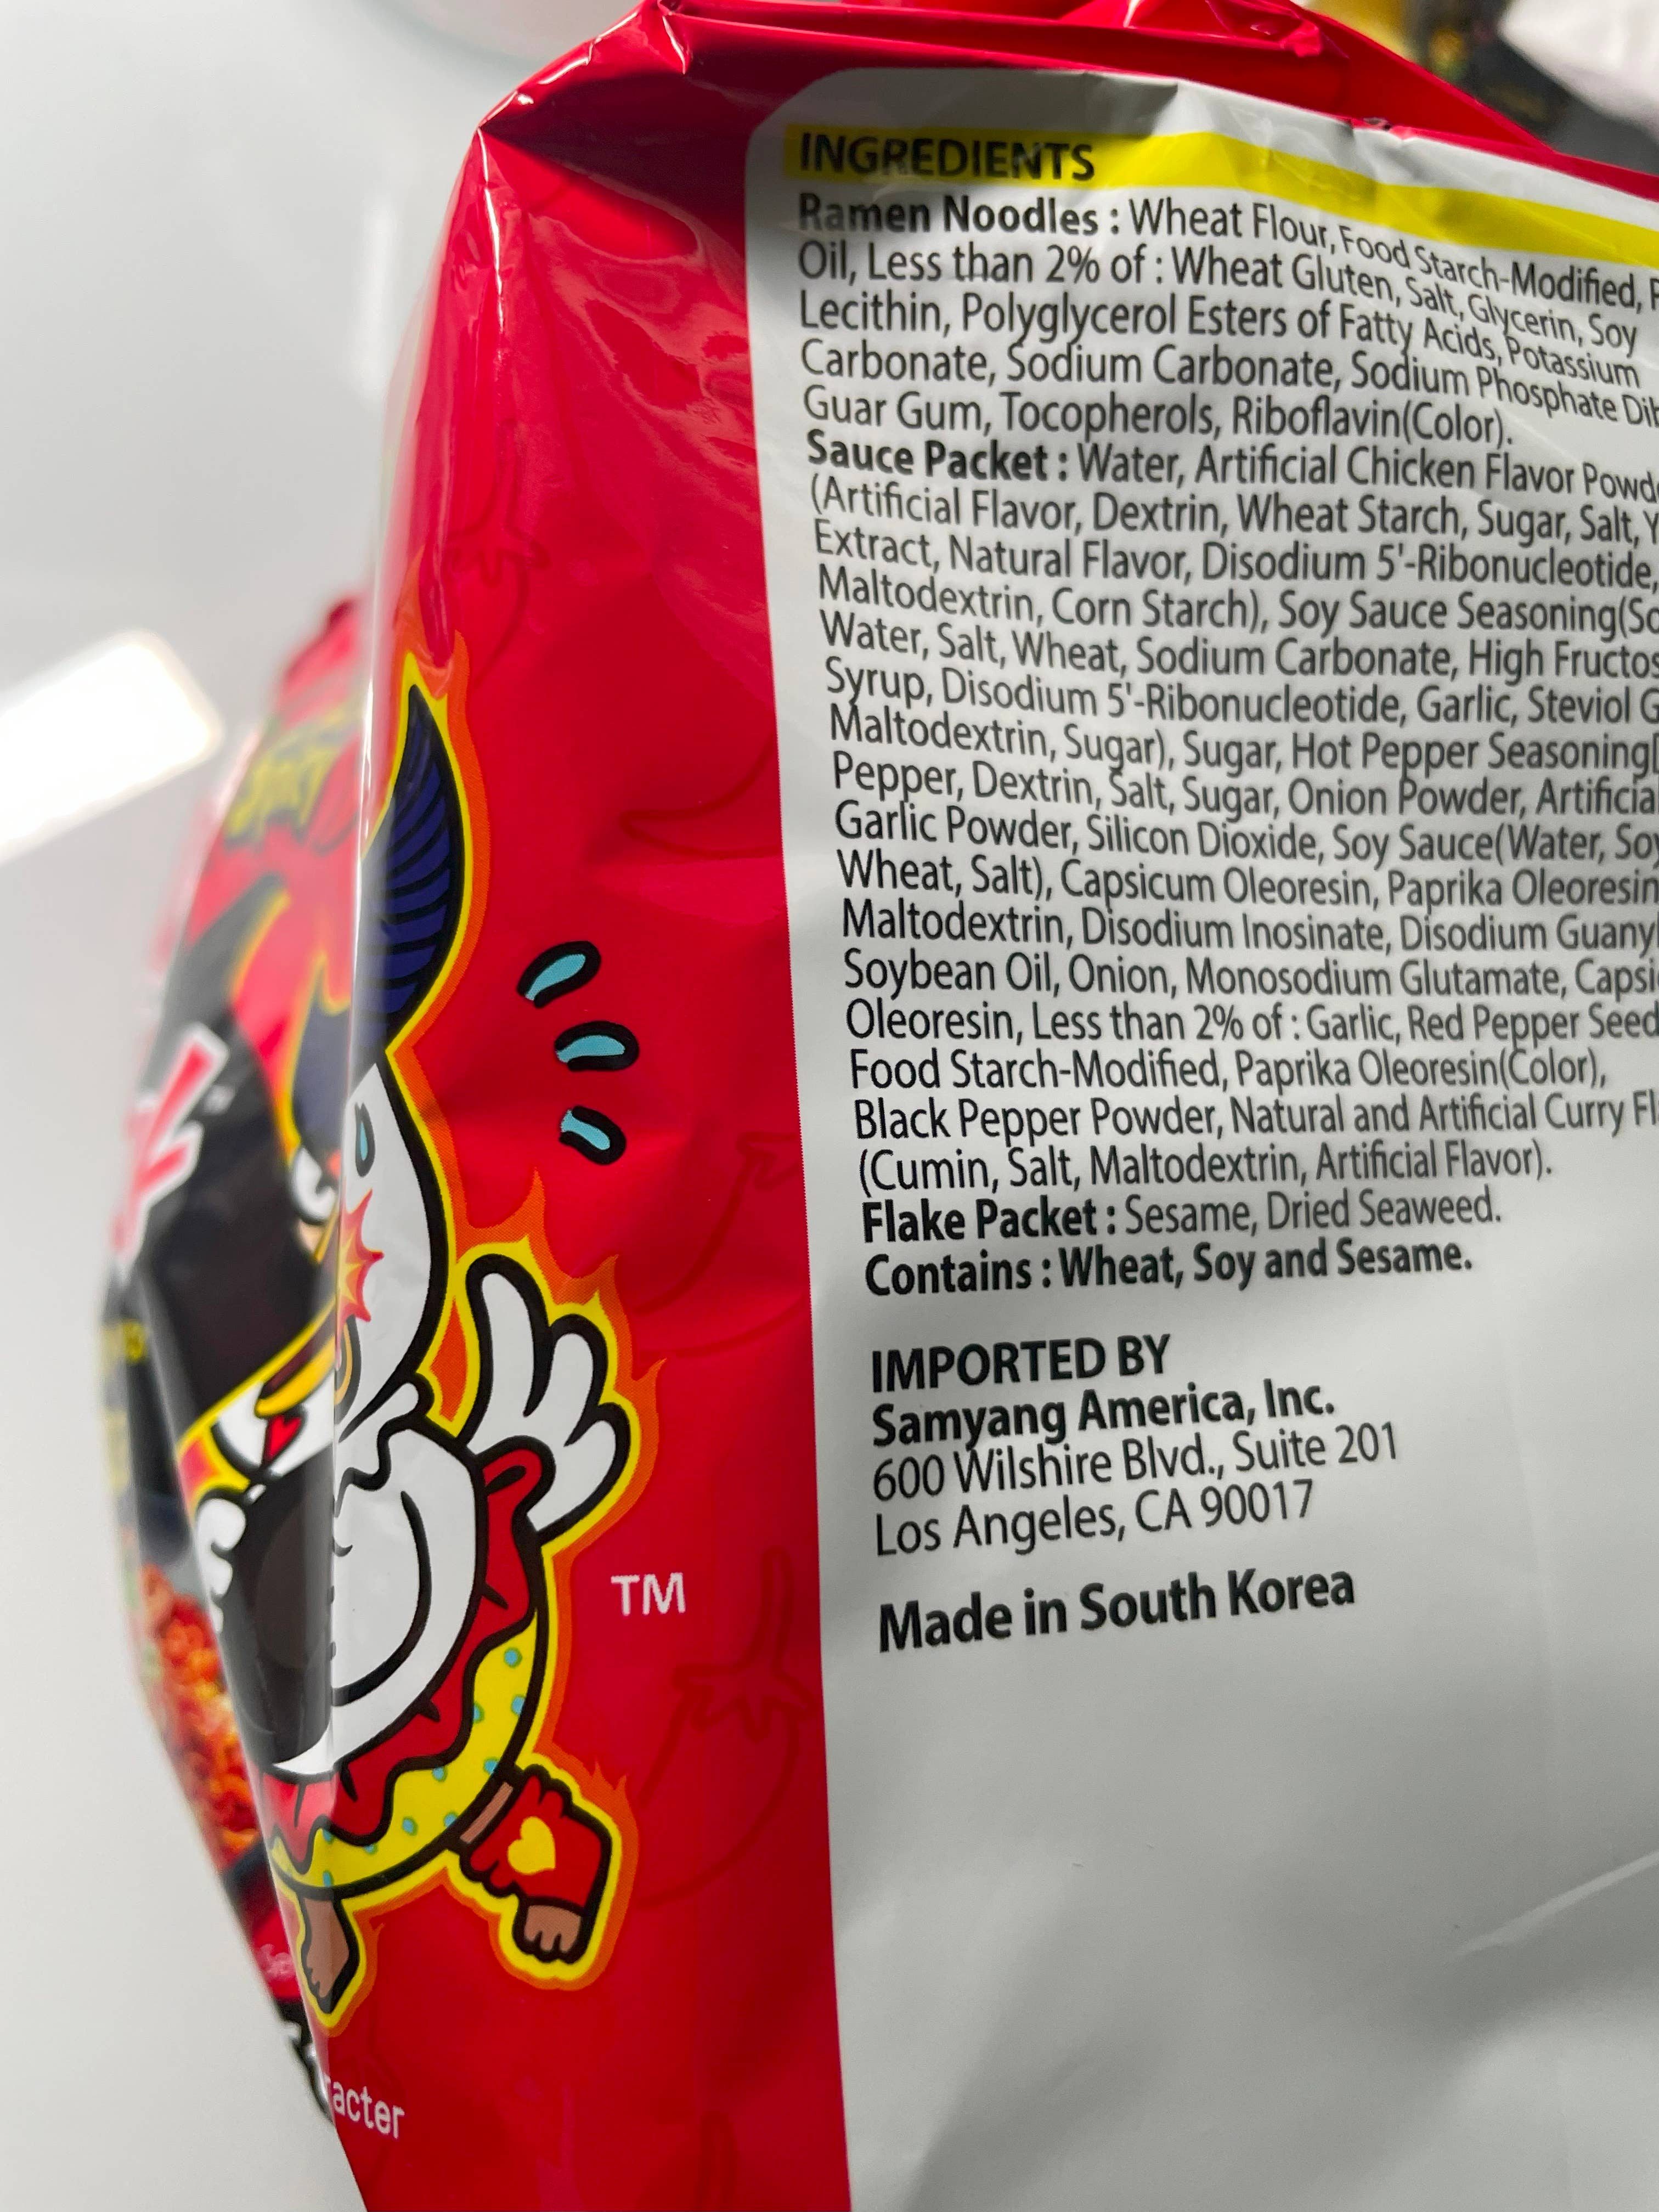 INGREDIENTS
Ramen Noodles : Wheat Flour, Food Starch-Modified,
Oil, Less than 2% of : Wheat Gluten, Salt, Glycerin, Soy
Lecithin, Polyglycerol Esters of Fatty Acids, Potassium
Carbonate, Sodium Carbonate, Sodium Phosphate
Guar Gum, Tocopherols, Riboflavin(Color).
Sauce Packet : Water, Artificial Chicken Flavor
(Artificial Flavor, Dextrin, Wheat Starch, Sugar, Salt,
Extract, Natural Flavor, Disodium 5'-Ribonucleotide,
Maltodextrin, Corn Starch), Soy Sauce Seasoning(
Water, Salt, Wheat, Sodium Carbonate, High
Syrup, Disodium 5'-Ribonucleotide, Garlic, Steviol
Maltodextrin, Sugar), Sugar, Hot Pepper Seasoning[
Pepper, Dextrin, Salt, Sugar, Onion Powder, Artificial
Garlic Powder, Silicon Dioxide, Soy Sauce(Water,
Wheat, Salt), Capsicum Oleoresin, Paprika Oleoresin
Maltodextrin, Disodium Inosinate, Disodium
Soybean Oil, Onion, Monosodium Glutamate,
Oleoresin, Less than 2% of : Garlic, Red Pepper Seed
Food Starch-Modified, Paprika Oleoresin(Color),
Black Pepper Powder, Natural and Artificial Curry
(Cumin, Salt, Maltodextrin, Artificial Flavor).
Flake Packet : Sesame, Dried Seaweed.
Contains : Wheat, Soy and Sesame.
IMPORTED BY
Samyang America, Inc.
600 Wilshire Blvd., Suite 201
Los Angeles, CA 90017
Made in South Korea
TM
acter